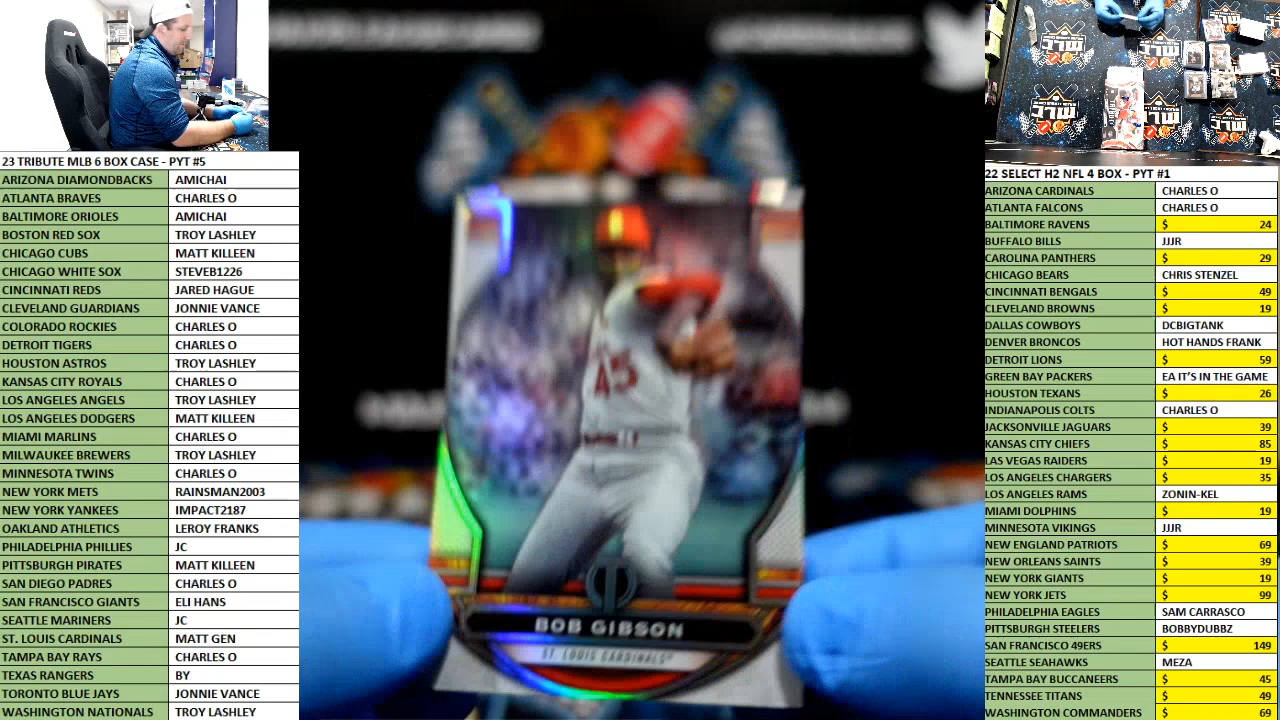 23 TRIBUTE MLB 6 BOX CASE - PYT #5
ARIZONA DIAMONDBACKS AMICHAI
ATLANTA BRAVES CHARLES O
BALTIMORE ORIOLES AMICHAI
BOSTON RED SOX TROY LASHLEY
CHICAGO CUBS MATT KILLEEN
CHICAGO WHITE SOX STEVEB1226
CINCINNATI REDS JARED HAGUE
CLEVELAND GUARDIANS JONNIE VANCE
COLORADO ROCKIES CHARLES O
DETROIT TIGERS CHARLES O
HOUSTON ASTROS TROY LASHLEY
KANSAS CITY ROYALS CHARLES O
LOS ANGELES ANGELS TROY LASHLEY
LOS ANGELES DODGERS MATT KILLEEN
MIAMI MARLINS CHARLES O
MILWAUKEE BREWERS TROY LASHLEY
MINNESOTA TWINS CHARLES O
NEW YORK METS RAINSMAN2003
NEW YORK YANKEES IMPACT2187
OAKLAND ATHLETICS LEROY FRANKS
PHILADELPHIA PHILLIES JC
PITTSBURGH PIRATES MATT KILLEEN
SAN DIEGO PADRES CHARLES O
SAN FRANCISCO GIANTS ELI HANS
SEATTLE MARINERS JC
ST. LOUIS CARDINALS MATT GEN
TAMPA BAY RAYS CHARLES O
TEXAS RANGERS BY
TORONTO BLUE JAYS JONNIE VANCE
WASHINGTON NATIONALS TROY LASHLEY
45
BOB GIBSON
ST. LOUIS CARDINALS
22 SELECT H2 NFL 4 BOX - PYT #1
ARIZONA CARDINALS CHARLES O
ATLANTA FALCONS CHARLES O
BALTIMORE RAVENS $ 24
BUFFALO BILLS JJJR
CAROLINA PANTHERS $ 29
CHICAGO BEARS CHRIS STENZEL
CINCINNATI BENGALS $ 49
CLEVELAND BROWNS $ 19
DALLAS COWBOYS DCBIGTANK
DENVER BRONCOS HOT HANDS FRANK
DETROIT LIONS $ 59
GREEN BAY PACKERS EA IT'S IN THE GAME
HOUSTON TEXANS $ 26
INDIANAPOLIS COLTS CHARLES O
JACKSONVILLE JAGUARS $ 39
KANSAS CITY CHIEFS $ 85
LAS VEGAS RAIDERS $ 19
LOS ANGELES CHARGERS $ 35
LOS ANGELES RAMS ZONIN-KEL
MIAMI DOLPHINS $ 19
MINNESOTA VIKINGS JJJR
NEW ENGLAND PATRIOTS $ 69
NEW ORLEANS SAINTS $ 39
NEW YORK GIANTS $ 19
NEW YORK JETS $ 99
PHILADELPHIA EAGLES SAM CARRASCO
PITTSBURGH STEELERS BOBBYDUBBZ
SAN FRANCISCO 49ERS $ 149
SEATTLE SEAHAWKS MEZA
TAMPA BAY BUCCANEERS $ 45
TENNESSEE TITANS $ 49
WASHINGTON COMMANDERS $ 69